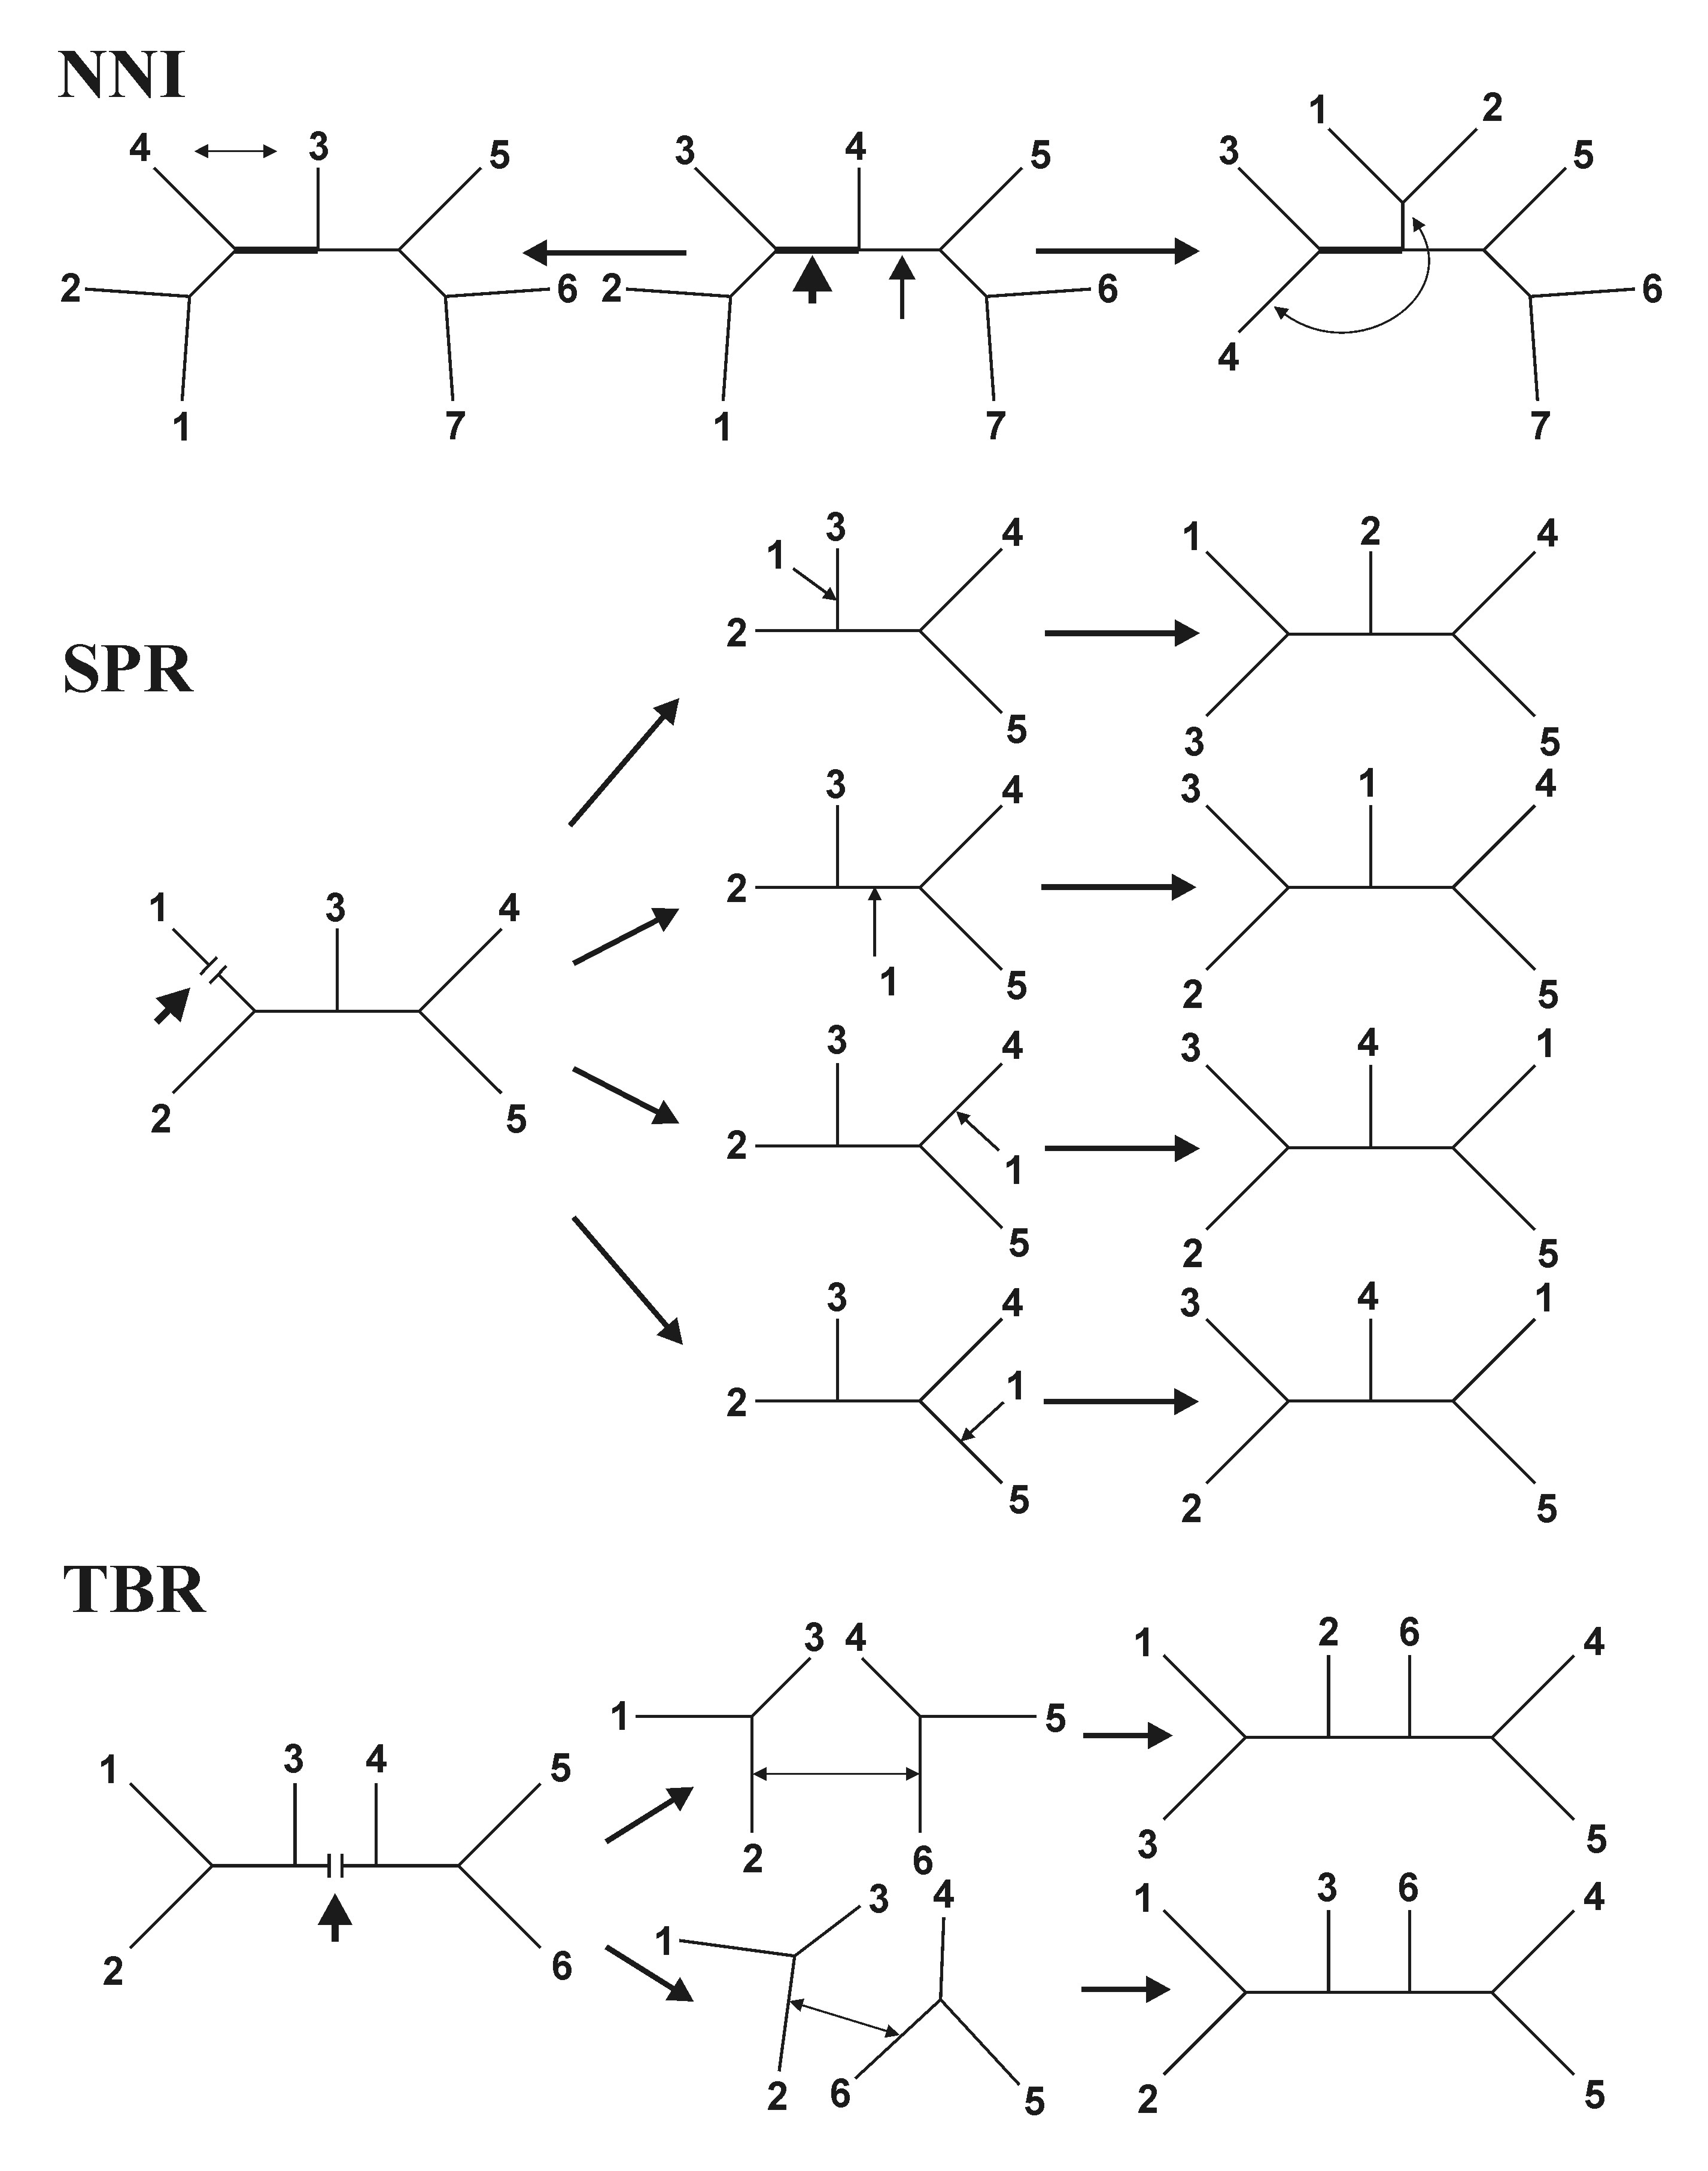 NNI
4 3 5 2 6 1 7
3 4 5 2 6 1 7
1 2 3 5 6 4 7
SPR
1 3 4 2 5
3 1 4 2 5
1 2 4 3 5
3 4 2 1 5
3 1 4 2 5
3 4 2 1 5
3 4 1 2 5
3 4 1 2 5
3 4 1 2 5
TBR
1 3 4 5 2 6
3 4 1 5 2 6
1 2 6 4 3 5
3 4 1 2 6 5
1 3 6 4 2 5